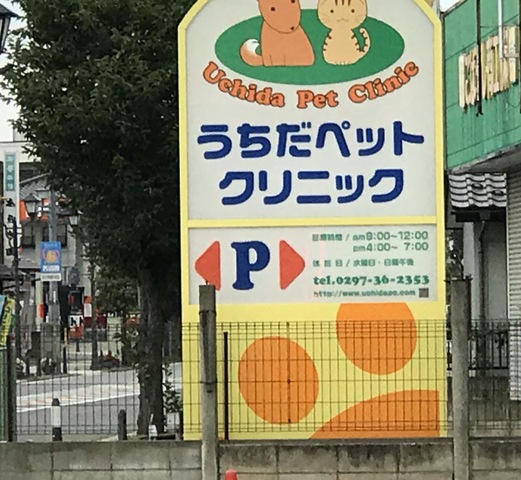 Uchida Pet Clinic
うちだペット
クリニック
P
診療時間 / am9:00~12:00
pm4:00~ 7:00
休診日 / 水曜日・日曜午後
tel.0297-36-2353
http://www.uchidapc.com